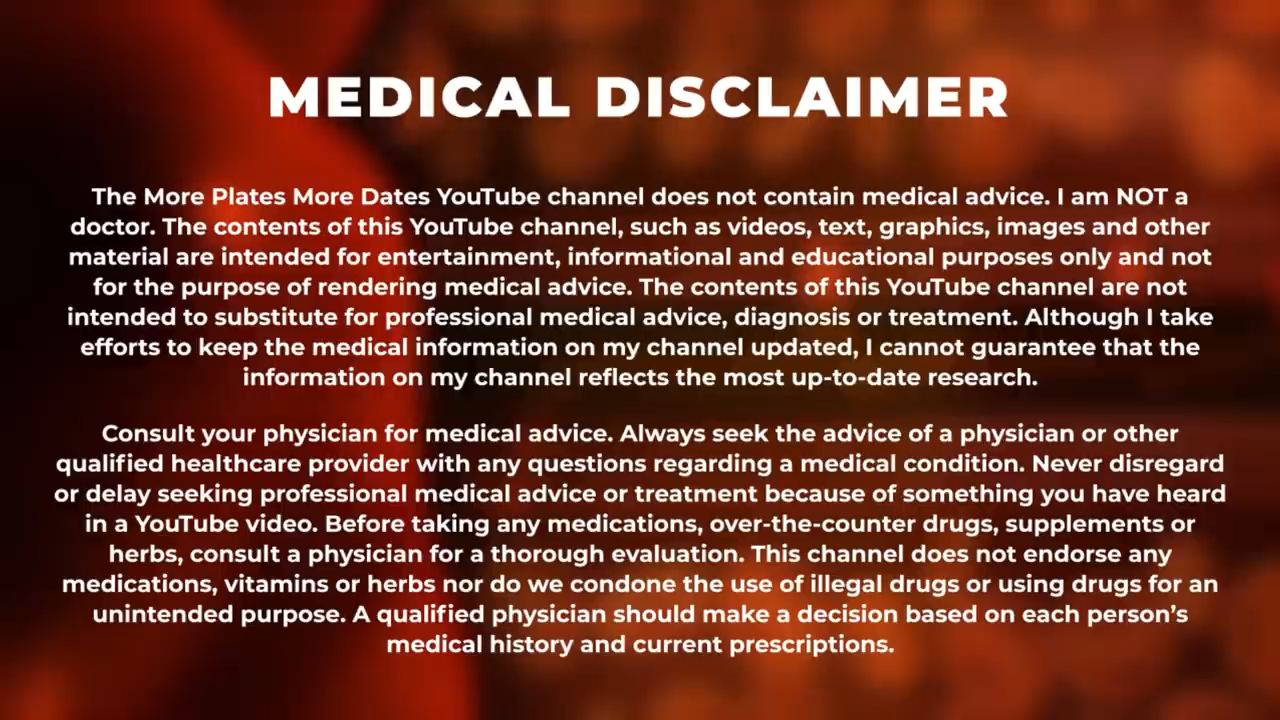 MEDICAL DISCLAIMER
The More Plates More Dates YouTube channel does not contain medical advice. I am NOT a
doctor. The contents of this YouTube channel, such as videos, text, graphics, images and other
material are intended for entertainment, informational and educational purposes only and not
for the purpose of rendering medical advice. The contents of this YouTube channel are not
intended to substitute for professional medical advice, diagnosis or treatment. Although I take
efforts to keep the medical information on my channel updated, I cannot guarantee that the
information on my channel reflects the most up-to-date research.
Consult your physician for medical advice. Always seek the advice of a physician or other
qualified healthcare provider with any questions regarding a medical condition. Never disregard
or delay seeking professional medical advice or treatment because of something you have heard
in a YouTube video. Before taking any medications, over-the-counter drugs, supplements or
herbs, consult a physician for a thorough evaluation. This channel does not endorse any
medications, vitamins or herbs nor do we condone the use of illegal drugs or using drugs for an
unintended purpose. A qualified physician should make a decision based on each person’s
medical history and current prescriptions.